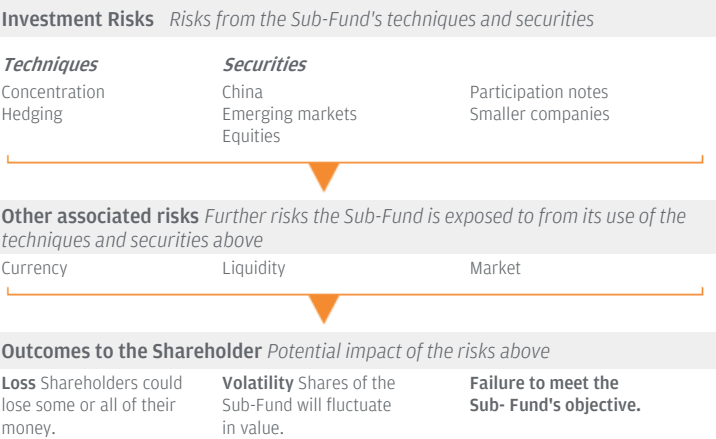 Investment Risks Risks from the Sub-Fund's techniques and securities
Techniques Securities
Concentration China Participation notes
Hedging Emerging markets Smaller companies
Equities
Other associated risks Further risks the Sub-Fund is exposed to from its use of the
techniques and securities above
Currency Liquidity Market
Outcomes to the Shareholder Potential impact of the risks above
Loss Shareholders could
lose some or all of their
money.
Volatility Shares of the
Sub-Fund will fluctuate
in value.
Failure to meet the
Sub- Fund's objective.